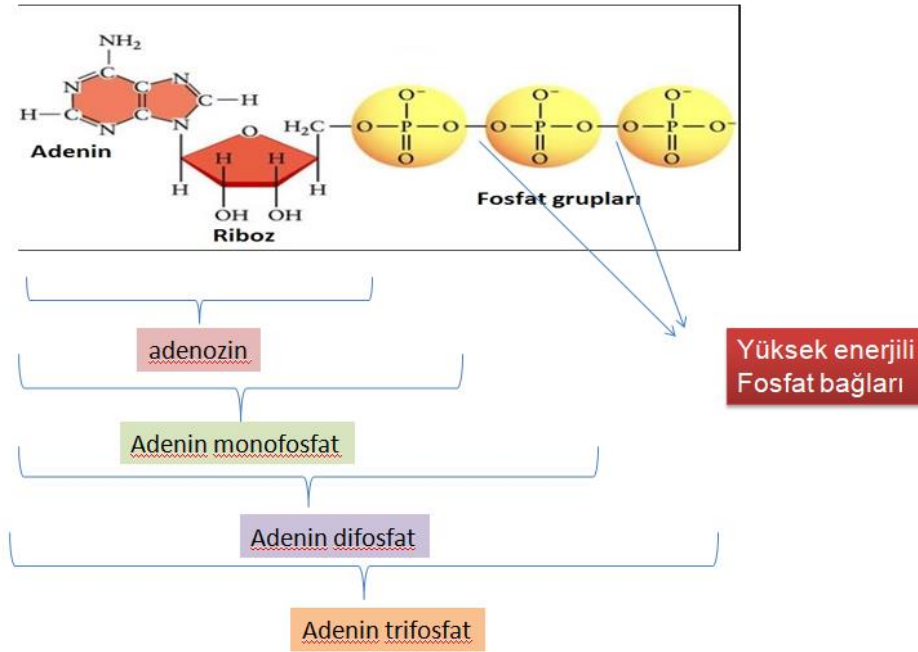 NH₂
C
N
C
N
H—C
C—H
N
C
N
Adenin
H₂C—O—P—O—O—P—O—O—P—O⁻
O⁻
O⁻
O⁻
O
O
O
O
H
H
H
H
OH
OH
Riboz
Fosfat grupları
adenozin
Yüksek enerjili
Fosfat bağları
Adenin monofosfat
Adenin difosfat
Adenin trifosfat